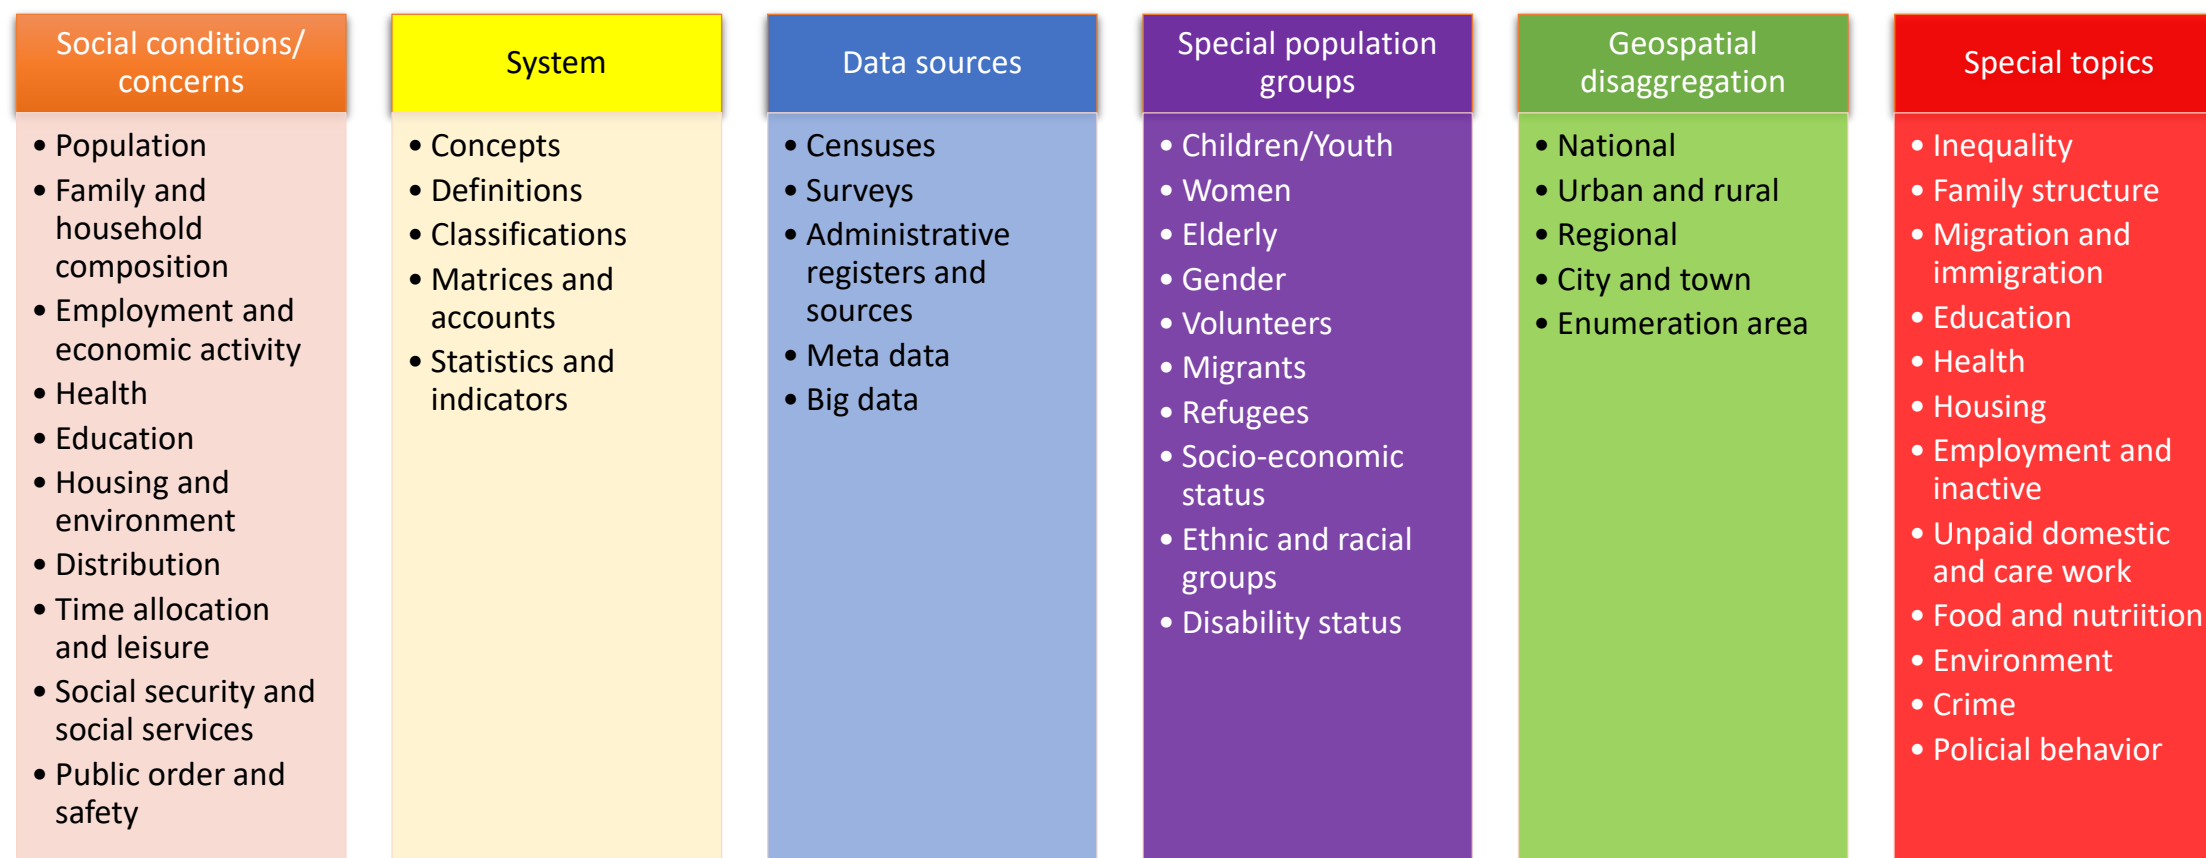 Social conditions/
concerns
• Population
• Family and
household
composition
• Employment and
economic activity
• Health
• Education
• Housing and
environment
• Distribution
• Time allocation
and leisure
• Social security and
social services
• Public order and
safety
System
• Concepts
• Definitions
• Classifications
• Matrices and
accounts
• Statistics and
indicators
Data sources
• Censuses
• Surveys
• Administrative
registers and
sources
• Meta data
• Big data
Special population
groups
• Children/Youth
• Women
• Elderly
• Gender
• Volunteers
• Migrants
• Refugees
• Socio-economic
status
• Ethnic and racial
groups
• Disability status
Geospatial
disaggregation
• National
• Urban and rural
• Regional
• City and town
• Enumeration area
Special topics
• Inequality
• Family structure
• Migration and
immigration
• Education
• Health
• Housing
• Employment and
inactive
• Unpaid domestic
and care work
• Food and nutriition
• Environment
• Crime
• Policial behavior